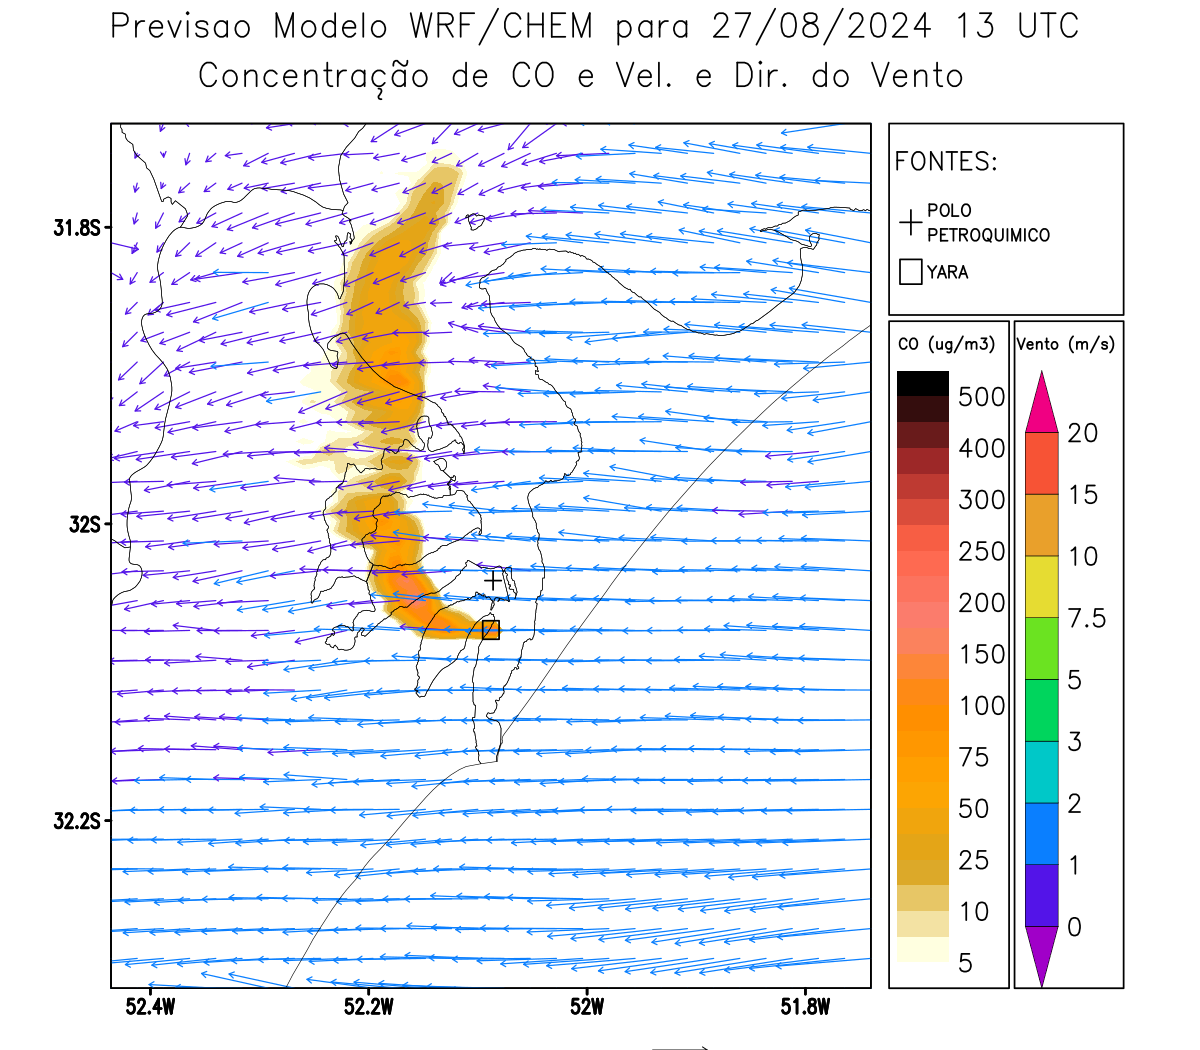 Previsao Modelo WRF/CHEM para 27/08/2024 13 UTC
Concentração de CO e Vel. e Dir. do Vento
FONTES:
POLO
PETROQUIMICO
YARA
CO (ug/m3)
500
400
300
250
200
150
100
75
50
25
10
5
Vento (m/s)
20
15
10
7.5
5
3
2
1
0
31.8S
32S
32.2S
52.4W
52.2W
52W
51.8W